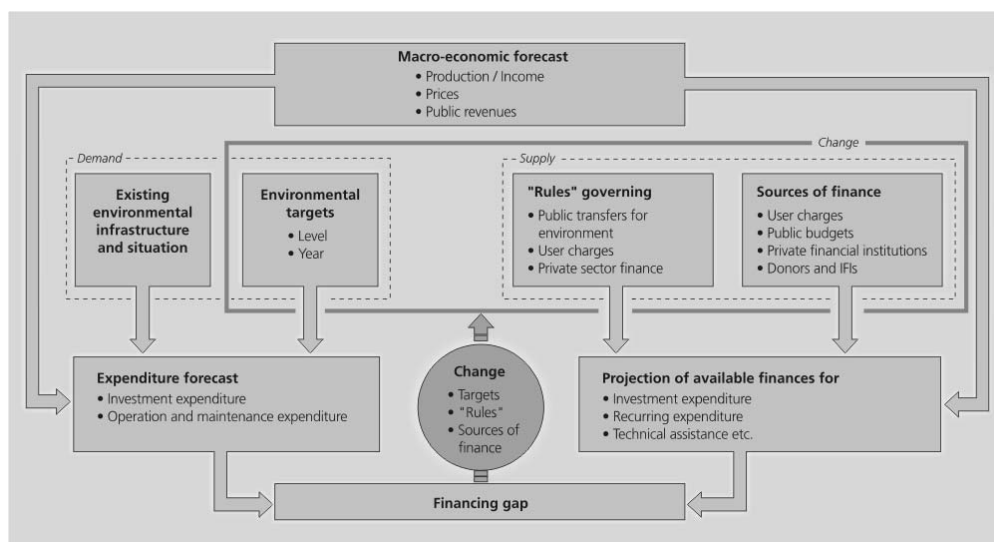 Macro-economic forecast
• Production / Income
• Prices
• Public revenues
Change
Demand
Supply
Existing
environmental
infrastructure
and situation
Environmental
targets
• Level
• Year
"Rules" governing
• Public transfers for
environment
• User charges
• Private sector finance
Sources of finance
• User charges
• Public budgets
• Private financial institutions
• Donors and IFIs
Expenditure forecast
• Investment expenditure
• Operation and maintenance expenditure
Change
• Targets
• "Rules"
• Sources of
finance
Projection of available finances for
• Investment expenditure
• Recurring expenditure
• Technical assistance etc.
Financing gap